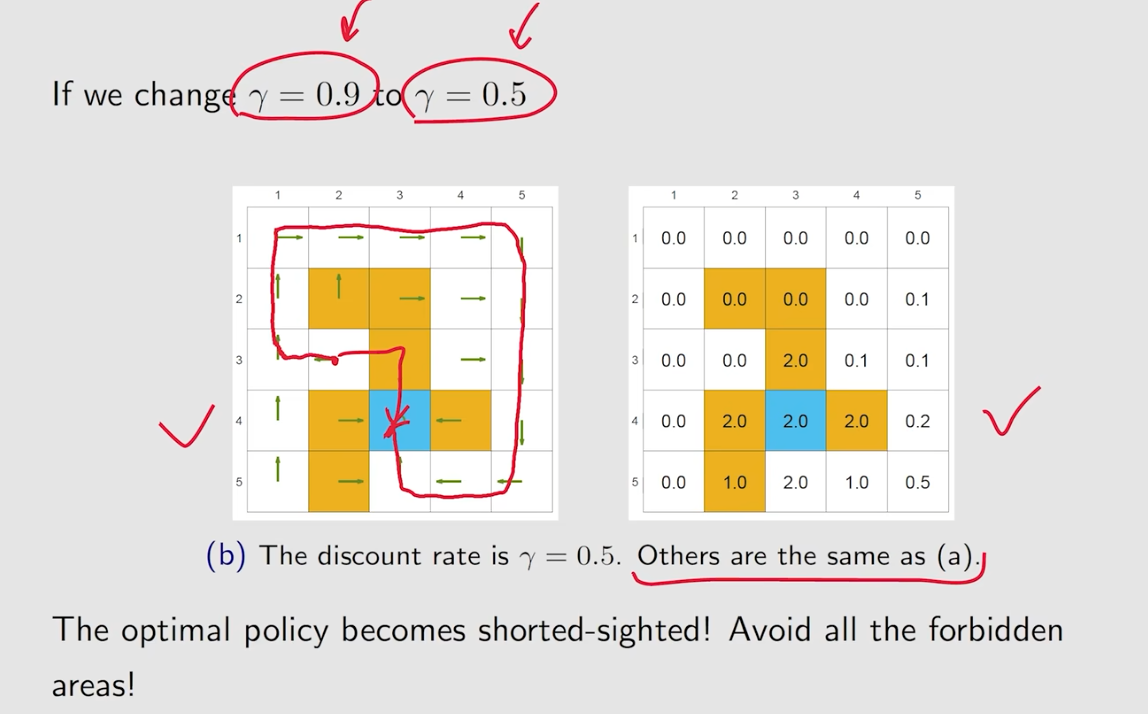 If we change γ = 0.9 to γ = 0.5
1 2 3 4 5
1
2
3
4
5
1 2 3 4 5
1 0.0 0.0 0.0 0.0 0.0
2 0.0 0.0 0.0 0.0 0.1
3 0.0 0.0 2.0 0.1 0.1
4 0.0 2.0 2.0 2.0 0.2
5 0.0 1.0 2.0 1.0 0.5
(b) The discount rate is γ = 0.5. Others are the same as (a).
The optimal policy becomes shorted-sighted! Avoid all the forbidden
areas!